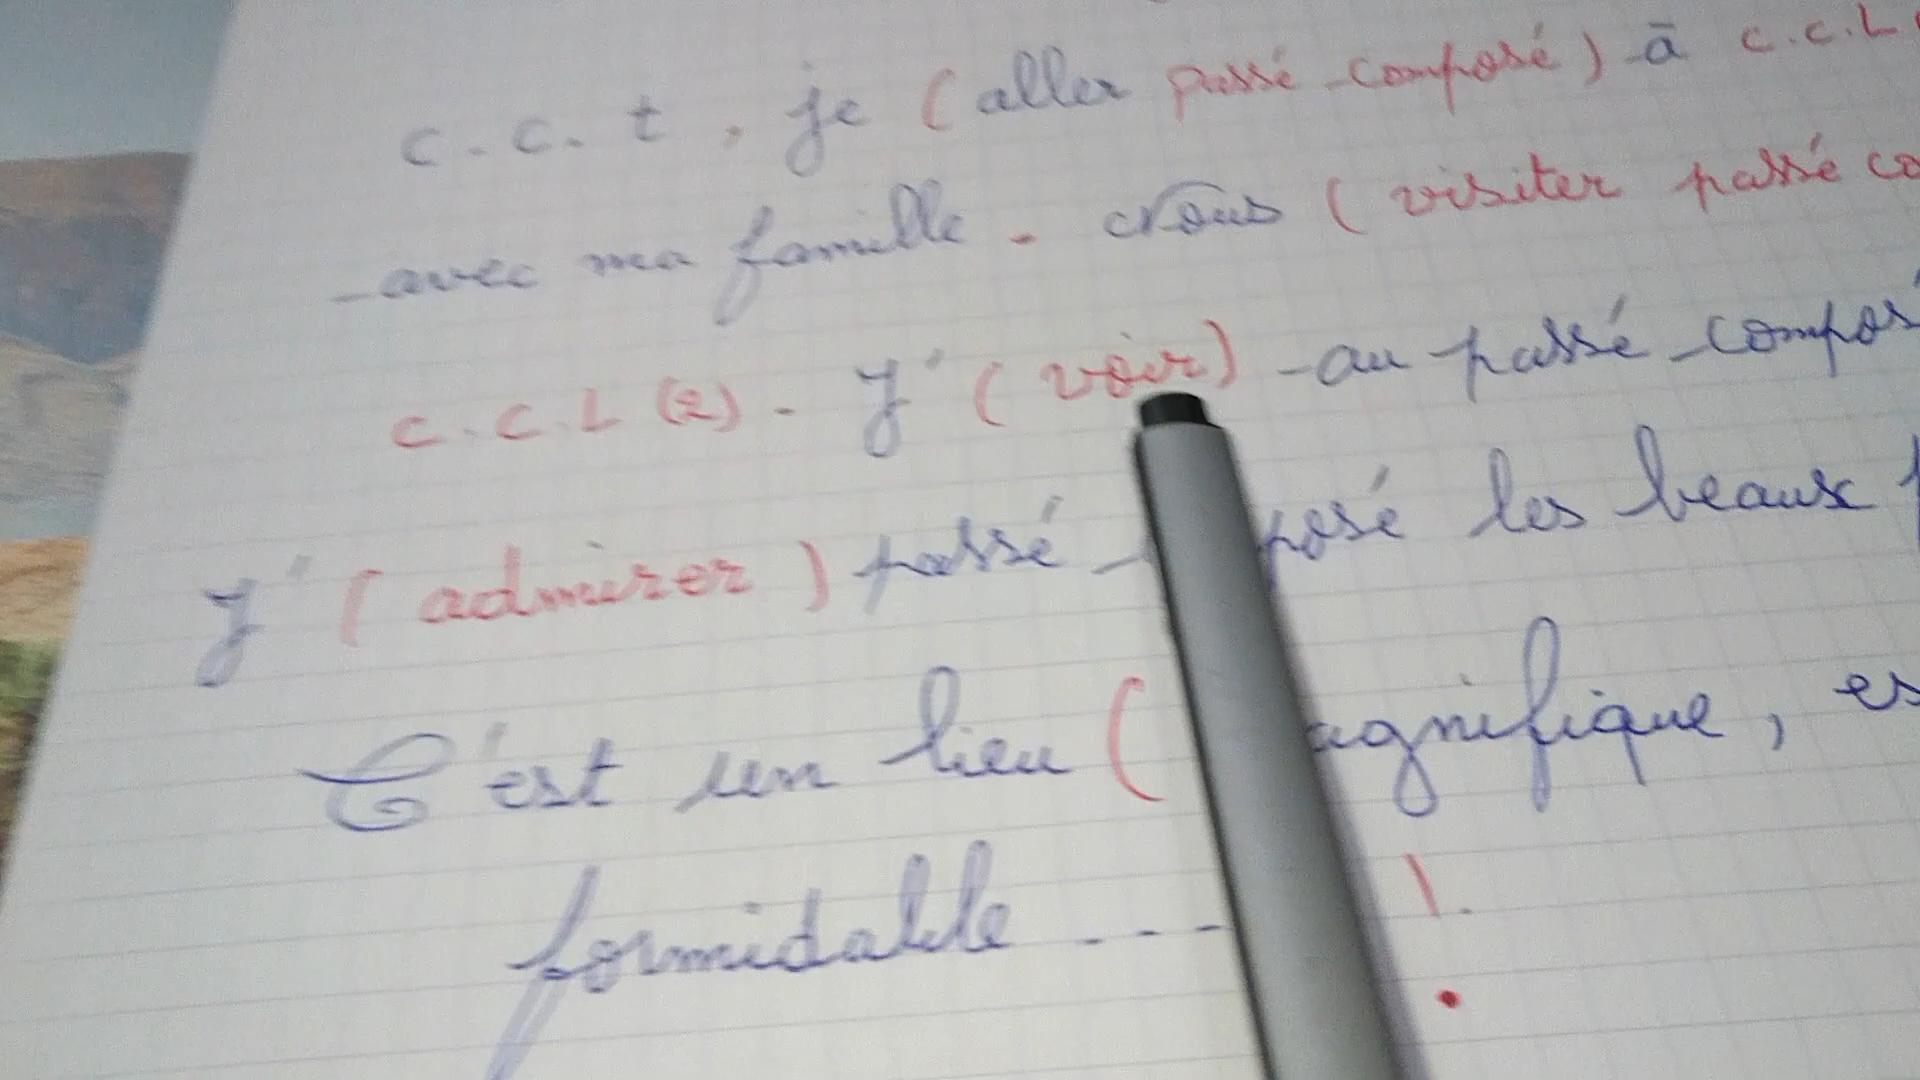 c.c.t, je (aller passé composé) à c.c.L
avec ma famille. Nous (visiter passé co
c.c.L (2). J' (voir) au passé compos
J' (admirer) passé posé les beaux
C'est un lieu ( agnifique, es
formidable ---- ).